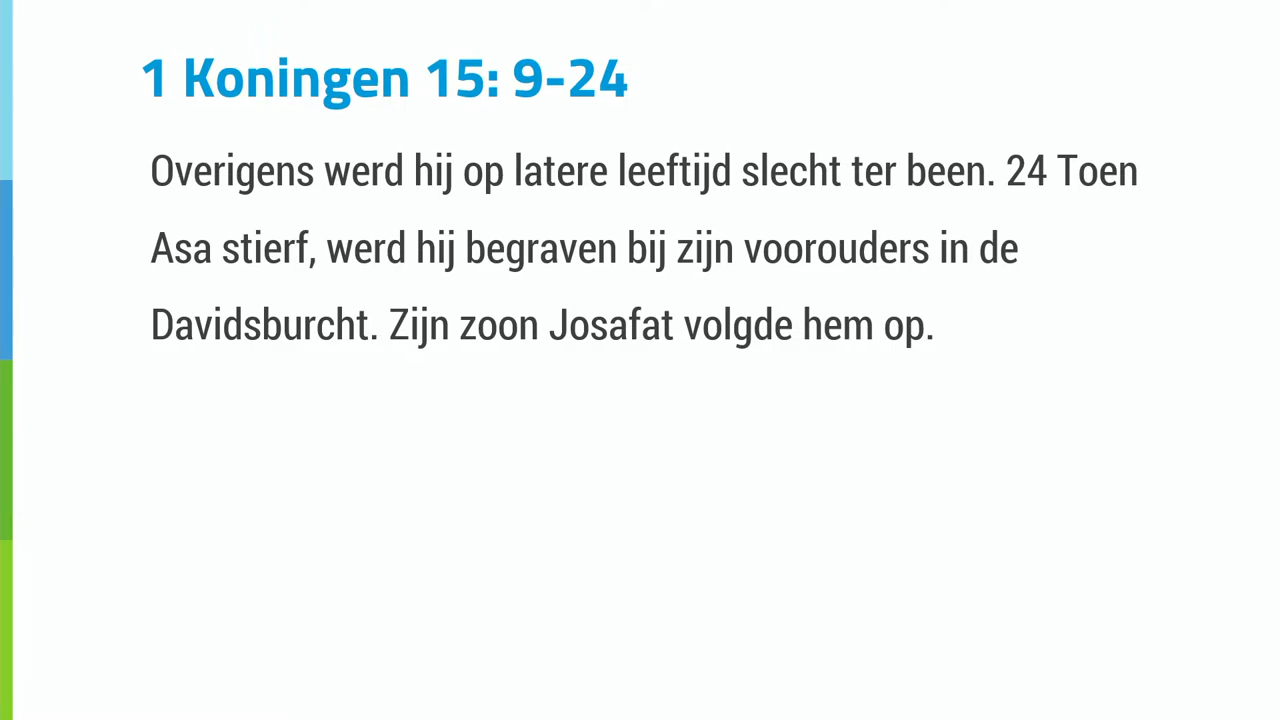 1 Koningen 15: 9-24
Overigens werd hij op latere leeftijd slecht ter been. 24 Toen
Asa stierf, werd hij begraven bij zijn voorouders in de
Davidsburcht. Zijn zoon Josafat volgde hem op.